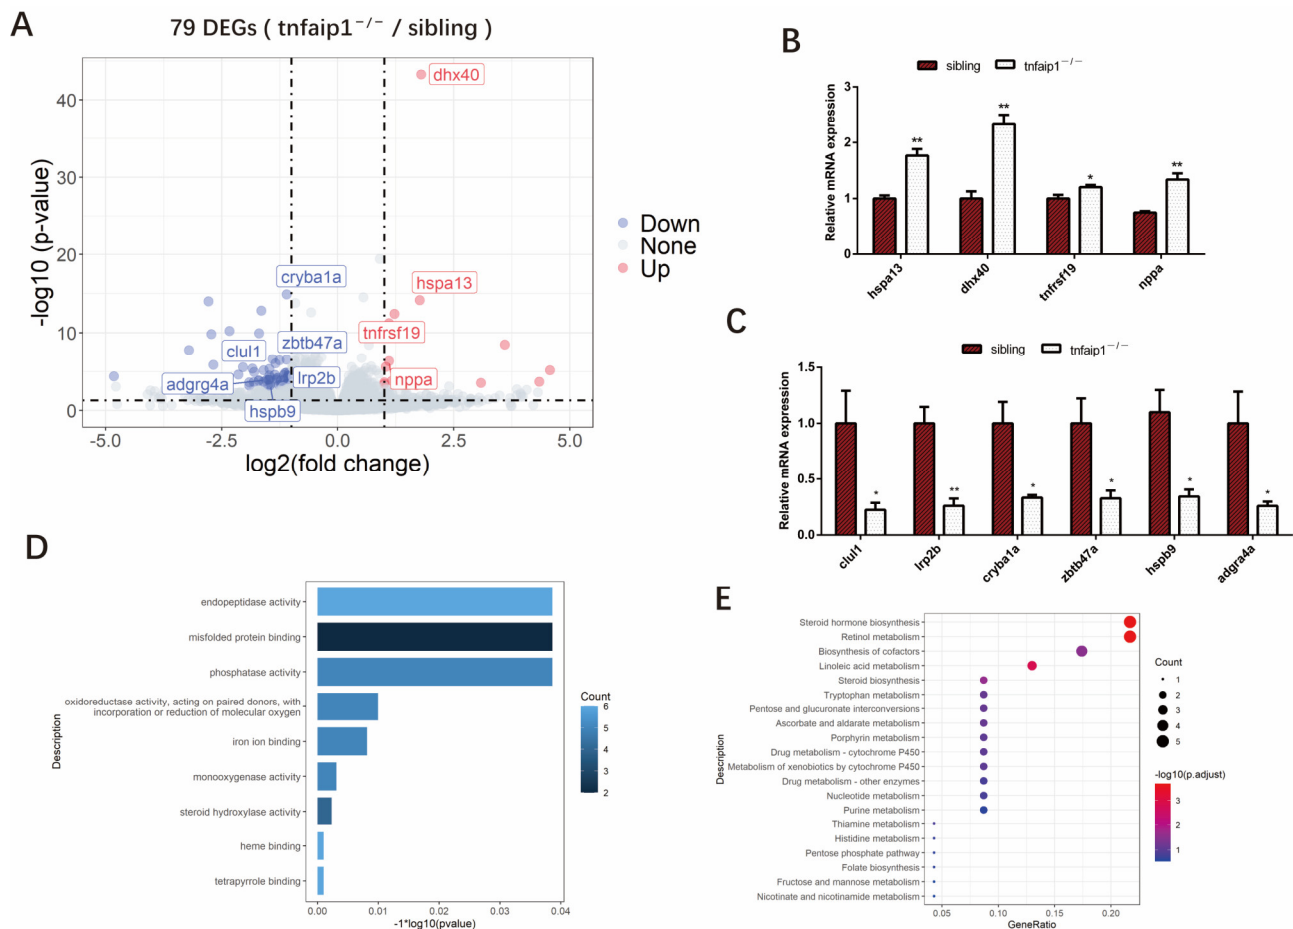 A
79 DEGs ( tnfaip1−/− / sibling )
dhx40
cryba1a
hspa13
tnfrsf19
zbtb47a
clul1
lrp2b
nppa
adgrg4a
hspb9
40
30
20
10
0
-5.0
-2.5
0.0
2.5
5.0
-log10 (p-value)
log2(fold change)
Down
None
Up
B
sibling
tnfaip1−/−
Relative mRNA expression
3
2
1
0
**
**
*
**
hspa13
dhx40
tnfrsf19
nppa
C
sibling
tnfaip1−/−
Relative mRNA expression
1.5
1.0
0.5
0.0
*
**
*
*
*
*
clul1
lrp2b
cryba1a
zbtb47a
hspb9
adgra4a
D
Description
endopeptidase activity
misfolded protein binding
phosphatase activity
oxidoreductase activity, acting on paired donors, with
incorporation or reduction of molecular oxygen
iron ion binding
monooxygenase activity
steroid hydroxylase activity
heme binding
tetrapyrrole binding
0.00
0.01
0.02
0.03
0.04
-1*log10(pvalue)
Count
6
5
4
3
2
E
Description
Steroid hormone biosynthesis
Retinol metabolism
Biosynthesis of cofactors
Linoleic acid metabolism
Steroid biosynthesis
Tryptophan metabolism
Pentose and glucuronate interconversions
Ascorbate and aldarate metabolism
Porphyrin metabolism
Drug metabolism - cytochrome P450
Metabolism of xenobiotics by cytochrome P450
Drug metabolism - other enzymes
Nucleotide metabolism
Purine metabolism
Thiamine metabolism
Histidine metabolism
Pentose phosphate pathway
Folate biosynthesis
Fructose and mannose metabolism
Nicotinate and nicotinamide metabolism
0.05
0.10
0.15
0.20
GeneRatio
Count
1
2
3
4
5
-log10(p.adjust)
3
2
1